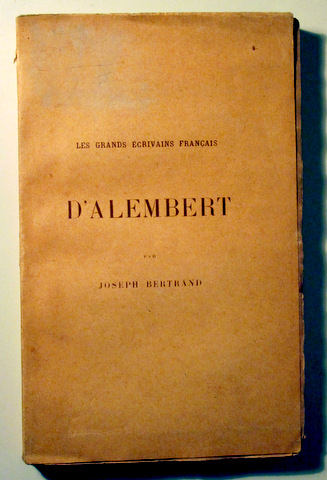 LES GRANDS ÉCRIVAINS FRANÇAIS
D'ALEMBERT
PAR
JOSEPH BERTRAND